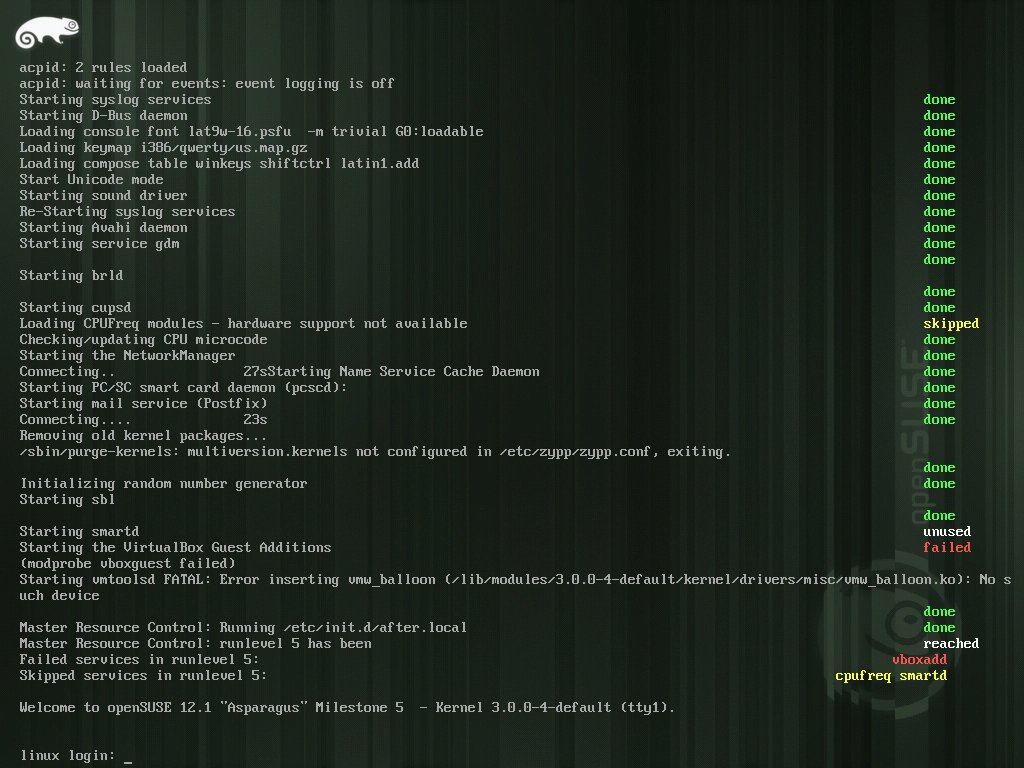 acpid: 2 rules loaded
acpid: waiting for events: event logging is off
Starting syslog services done
Starting D-Bus daemon done
Loading console font lat9w-16.psfu  -m trivial G0:loadable done
Loading keymap i386/qwerty/us.map.gz done
Loading compose table winkeys shiftctrl latin1.add done
Start Unicode mode done
Starting sound driver done
Re-Starting syslog services done
Starting Avahi daemon done
Starting service gdm done
done
Starting brld
done
Starting cupsd done
Loading CPUFreq modules - hardware support not available skipped
Checking/updating CPU microcode done
Starting the NetworkManager done
Connecting.. 27sStarting Name Service Cache Daemon done
Starting PC/SC smart card daemon (pcscd): done
Starting mail service (Postfix) done
Connecting.... 23s done
Removing old kernel packages...
/sbin/purge-kernels: multiversion.kernels not configured in /etc/zypp/zypp.conf, exiting.
done
Initializing random number generator done
Starting sbl
done
Starting smartd unused
Starting the VirtualBox Guest Additions failed
(modprobe vboxguest failed)
Starting vmtoolsd FATAL: Error inserting vmw_balloon (/lib/modules/3.0.0-4-default/kernel/drivers/misc/vmw_balloon.ko): No s
uch device
done
Master Resource Control: Running /etc/init.d/after.local done
Master Resource Control: runlevel 5 has been reached
Failed services in runlevel 5: vboxadd
Skipped services in runlevel 5: cpufreq smartd
Welcome to openSUSE 12.1 "Asparagus" Milestone 5  - Kernel 3.0.0-4-default (tty1).
linux login: _
openSUSE